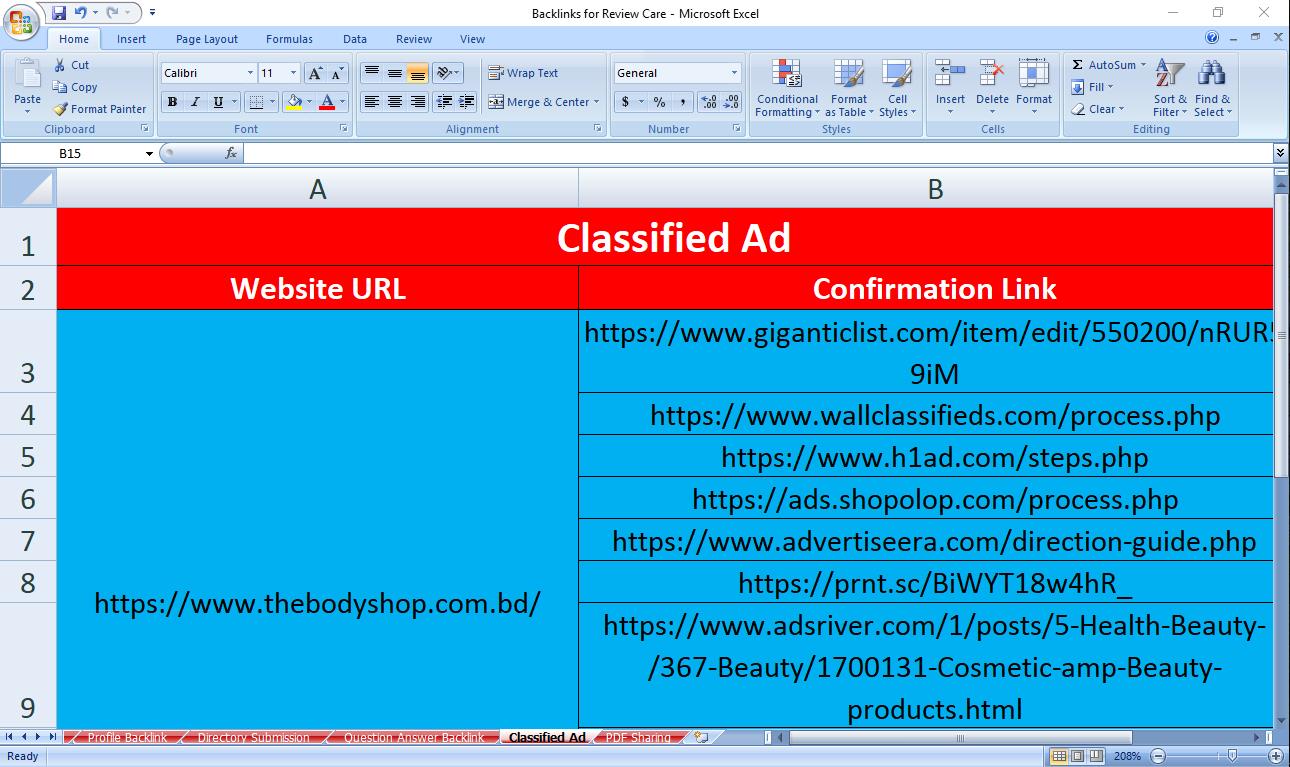 Backlinks for Review Care - Microsoft Excel
Home Insert Page Layout Formulas Data Review View
Paste
Cut
Copy
Format Painter
Clipboard
Calibri 11
B I U
Font
Wrap Text
Merge & Center
Alignment
General
$ % ,
Number
Conditional Formatting
Format as Table
Cell Styles
Styles
Insert Delete Format
Cells
Σ AutoSum
Fill
Clear
Sort & Filter
Find & Select
Editing
B15 fx
A B
1 Classified Ad
2 Website URL Confirmation Link
https://www.giganticlist.com/item/edit/550200/nRUR5
3 9iM
4 https://www.wallclassifieds.com/process.php
5 https://www.h1ad.com/steps.php
6 https://ads.shopolop.com/process.php
7 https://www.advertiseera.com/direction-guide.php
8 https://prnt.sc/BiWYT18w4hR_
https://www.thebodyshop.com.bd/
https://www.adsriver.com/1/posts/5-Health-Beauty-
/367-Beauty/1700131-Cosmetic-amp-Beauty-
9 products.html
Profile Backlink Directory Submission Question Answer Backlink Classified Ad PDF Sharing
Ready 208%